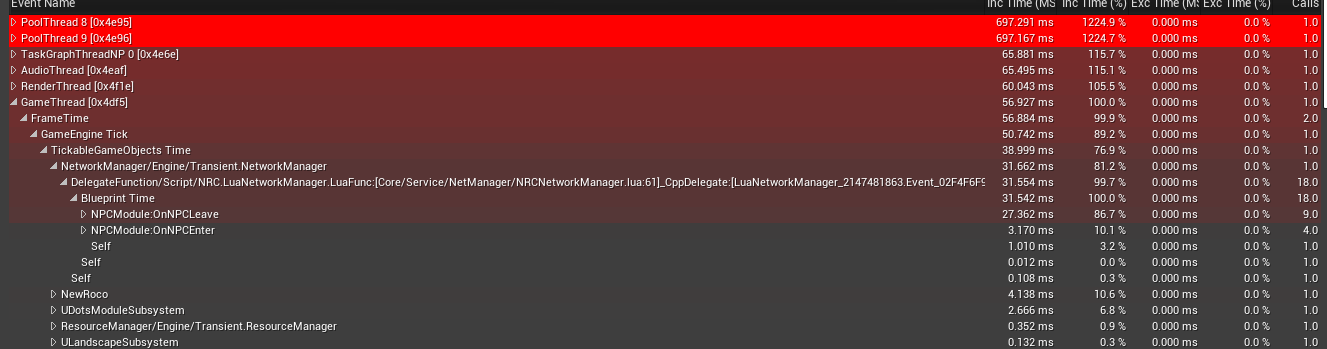 Event Name Inc Time (MS Inc Time (%) Exc Time (MS Exc Time (%) Calls
PoolThread 8 [0x4e95] 697.291 ms 1224.9 % 0.000 ms 0.0 % 1.0
PoolThread 9 [0x4e96] 697.167 ms 1224.7 % 0.000 ms 0.0 % 1.0
TaskGraphThreadNP 0 [0x4e6e] 65.881 ms 115.7 % 0.000 ms 0.0 % 1.0
AudioThread [0x4eaf] 65.495 ms 115.1 % 0.000 ms 0.0 % 1.0
RenderThread [0x4f1e] 60.043 ms 105.5 % 0.000 ms 0.0 % 1.0
GameThread [0x4df5] 56.927 ms 100.0 % 0.000 ms 0.0 % 1.0
FrameTime 56.884 ms 99.9 % 0.000 ms 0.0 % 2.0
GameEngine Tick 50.742 ms 89.2 % 0.000 ms 0.0 % 1.0
TickableGameObjects Time 38.999 ms 76.9 % 0.000 ms 0.0 % 1.0
NetworkManager/Engine/Transient.NetworkManager 31.662 ms 81.2 % 0.000 ms 0.0 % 1.0
DelegateFunction/Script/NRC.LuaNetworkManager.LuaFunc:[Core/Service/NetManager/NRCNetworkManager.lua:61]_CppDelegate:[LuaNetworkManager_2147481863.Event_02F4F6F9 31.554 ms 99.7 % 0.000 ms 0.0 % 18.0
Blueprint Time 31.542 ms 100.0 % 0.000 ms 0.0 % 18.0
NPCModule:OnNPCLeave 27.362 ms 86.7 % 0.000 ms 0.0 % 9.0
NPCModule:OnNPCEnter 3.170 ms 10.1 % 0.000 ms 0.0 % 4.0
Self 1.010 ms 3.2 % 0.000 ms 0.0 % 1.0
Self 0.012 ms 0.0 % 0.000 ms 0.0 % 1.0
Self 0.108 ms 0.3 % 0.000 ms 0.0 % 1.0
NewRoco 4.138 ms 10.6 % 0.000 ms 0.0 % 1.0
UDotsModuleSubsystem 2.666 ms 6.8 % 0.000 ms 0.0 % 1.0
ResourceManager/Engine/Transient.ResourceManager 0.352 ms 0.9 % 0.000 ms 0.0 % 1.0
ULandscapeSubsystem 0.132 ms 0.3 % 0.000 ms 0.0 % 1.0